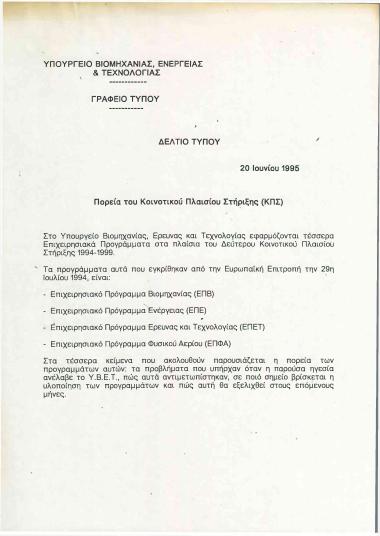 ΥΠΟΥΡΓΕΙΟ ΒΙΟΜΗΧΑΝΙΑΣ, ΕΝΕΡΓΕΙΑΣ
& ΤΕΧΝΟΛΟΓΙΑΣ
------------
ΓΡΑΦΕΙΟ ΤΥΠΟΥ
-----------
ΔΕΛΤΙΟ ΤΥΠΟΥ
20 Ιουνίου 1995
Πορεία του Κοινοτικού Πλαισίου Στήριξης (ΚΠΣ)
Στο Υπουργείο Βιομηχανίας, Ερευνας και Τεχνολογίας εφαρμόζονται τέσσερα
Επιχειρησιακά Προγράμματα στα πλαίσια του Δεύτερου Κοινοτικού Πλαισίου
Στήριξης 1994-1999.
Τα προγράμματα αυτά που εγκρίθηκαν από την Ευρωπαϊκή Επιτροπή την 29η
Ιουλίου 1994, είναι:
- Επιχειρησιακό Πρόγραμμα Βιομηχανίας (ΕΠΒ)
- Επιχειρησιακό Πρόγραμμα Ενέργειας (ΕΠΕ)
- Επιχειρησιακό Πρόγραμμα Ερευνας και Τεχνολογίας (ΕΠΕΤ)
- Επιχειρησιακό Πρόγραμμα Φυσικού Αερίου (ΕΠΦΑ)
Στα τέσσερα κείμενα που ακολουθούν παρουσιάζεται η πορεία των
προγραμμάτων αυτών: τα προβλήματα που υπήρχαν όταν η παρούσα ηγεσία
ανέλαβε το Υ.Β.Ε.Τ., πώς αυτά αντιμετωπίστηκαν, σε ποιό σημείο βρίσκεται η
υλοποίηση των προγραμμάτων και πώς αυτή θα εξελιχθεί στους επόμενους
μήνες.